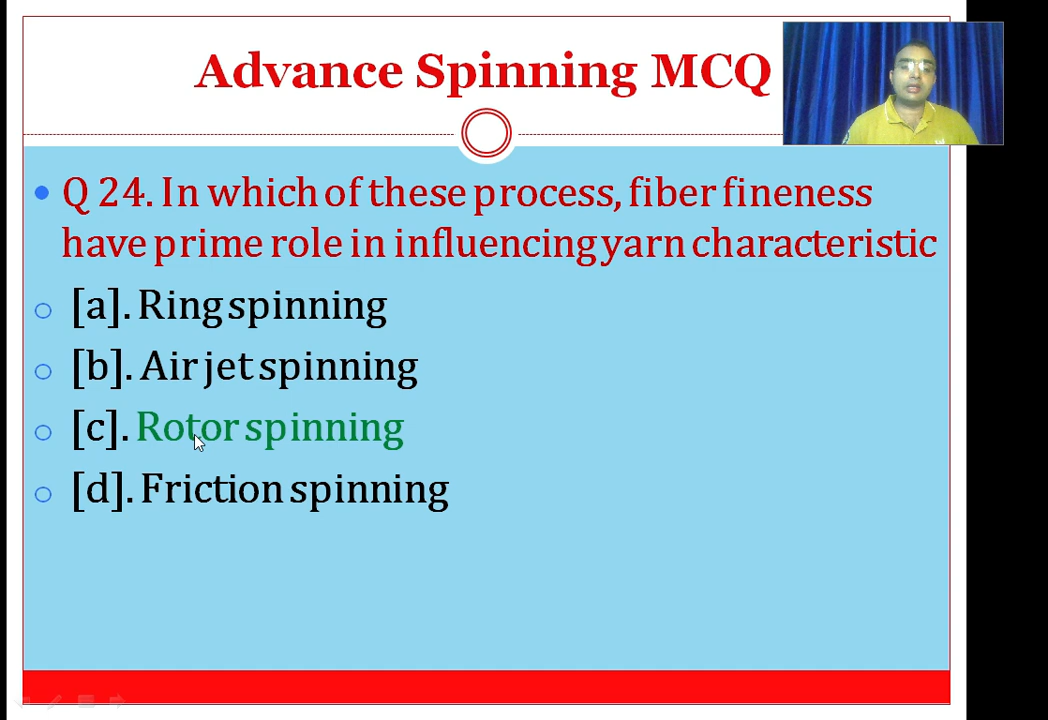 Advance Spinning MCQ
Q 24. In which of these process, fiber fineness
have prime role in influencing yarn characteristic
[a]. Ring spinning
[b]. Air jet spinning
[c]. Rotor spinning
[d]. Friction spinning